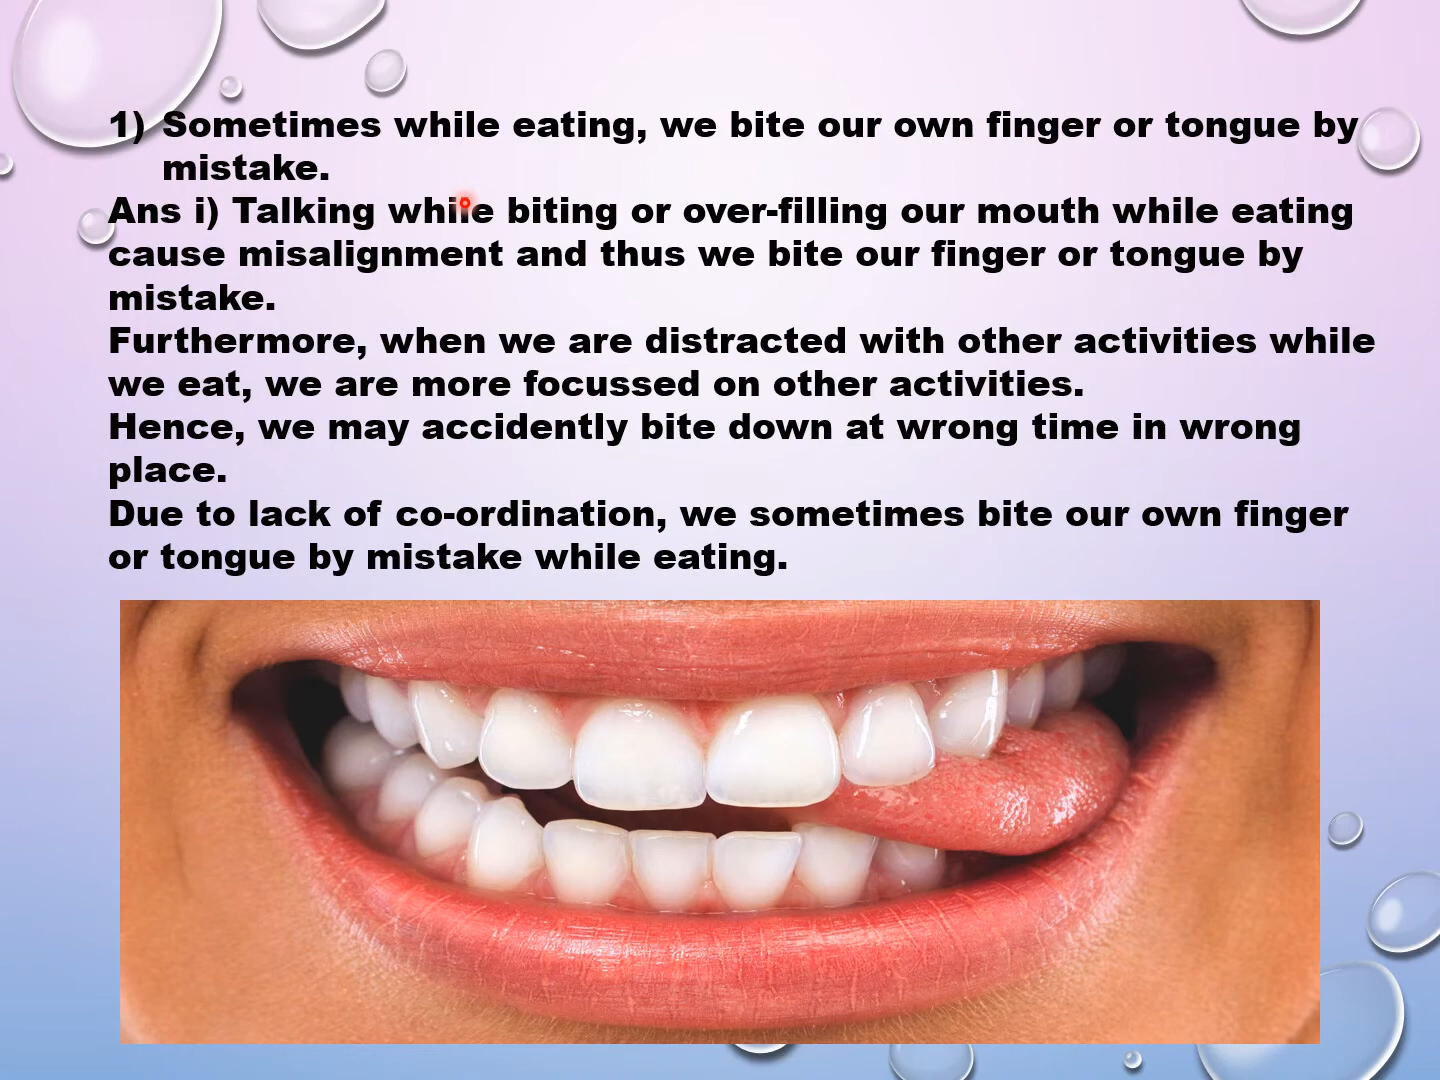 1) Sometimes while eating, we bite our own finger or tongue by
mistake.
Ans i) Talking while biting or over-filling our mouth while eating
cause misalignment and thus we bite our finger or tongue by
mistake.
Furthermore, when we are distracted with other activities while
we eat, we are more focussed on other activities.
Hence, we may accidently bite down at wrong time in wrong
place.
Due to lack of co-ordination, we sometimes bite our own finger
or tongue by mistake while eating.